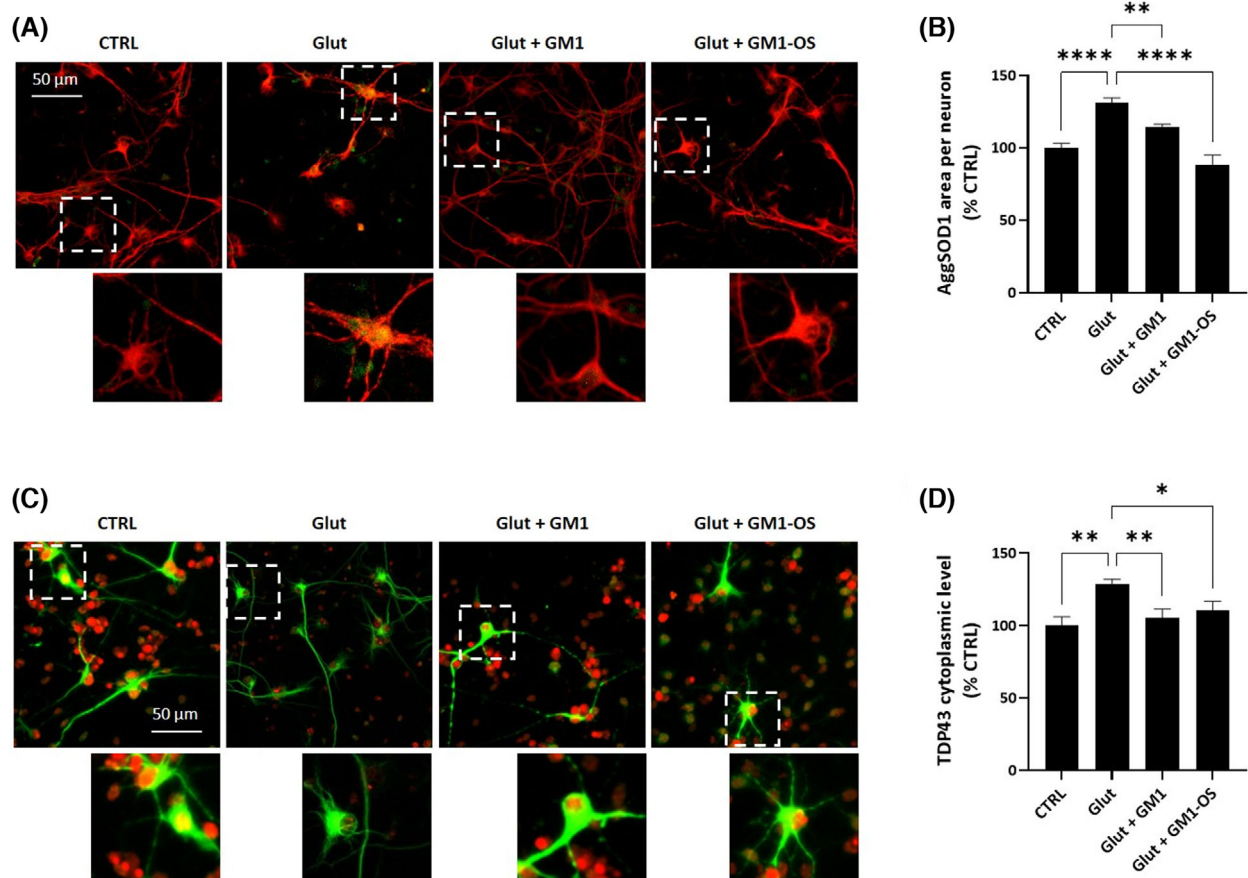 (A)
CTRL
Glut
Glut + GM1
Glut + GM1-OS
50 µm
(B)
**
****
****
150
100
50
0
AggSOD1 area per neuron
(% CTRL)
CTRL
Glut
Glut + GM1
Glut + GM1-OS
(C)
CTRL
Glut
Glut + GM1
Glut + GM1-OS
50 µm
(D)
*
**
**
150
100
50
0
TDP43 cytoplasmic level
(% CTRL)
CTRL
Glut
Glut + GM1
Glut + GM1-OS